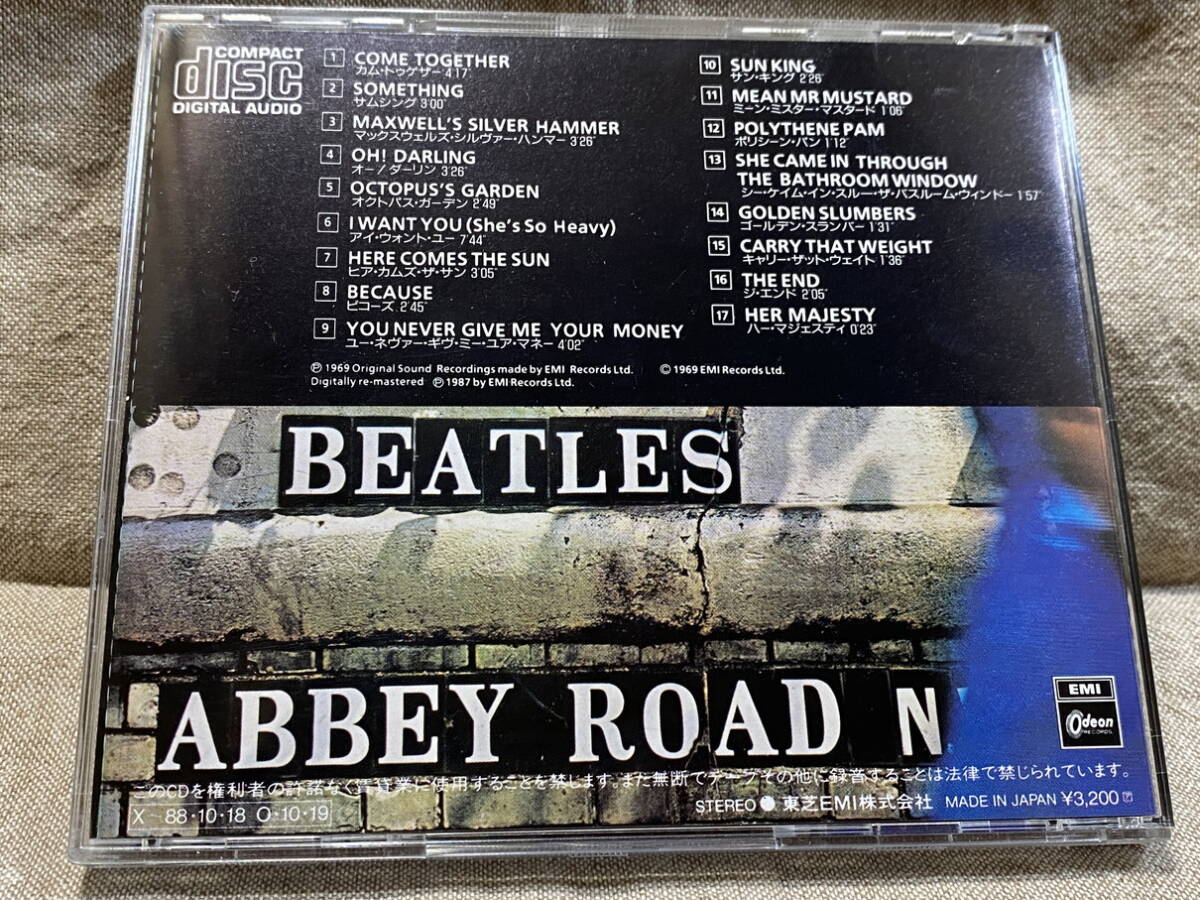 COMPACT
disc
DIGITAL AUDIO
1 COME TOGETHER
カム・トゥゲザー 4'17"
2 SOMETHING
サムシング 3'00"
3 MAXWELL'S SILVER HAMMER
マックスウェルズ・シルヴァー・ハンマー 3'26"
4 OH! DARLING
オー!ダーリン 3'26"
5 OCTOPUS'S GARDEN
オクトパス・ガーデン 2'49"
6 I WANT YOU (She's So Heavy)
アイ・ウォント・ユー 7'44"
7 HERE COMES THE SUN
ヒア・カムズ・ザ・サン 3'05"
8 BECAUSE
ビコーズ 2'45"
9 YOU NEVER GIVE ME YOUR MONEY
ユー・ネヴァー・ギヴ・ミー・ユア・マネー 4'02"
10 SUN KING
サン・キング 2'26"
11 MEAN MR MUSTARD
ミーン・ミスター・マスタード 1'06"
12 POLYTHENE PAM
ポリシーン・パン 1'12"
13 SHE CAME IN THROUGH
THE BATHROOM WINDOW
シー・ケイム・イン・スルー・ザ・バスルーム・ウィンドー 1'57"
14 GOLDEN SLUMBERS
ゴールデン・スランバー 1'31"
15 CARRY THAT WEIGHT
キャリー・ザット・ウェイト 1'36"
16 THE END
ジ・エンド 2'05"
17 HER MAJESTY
ハー・マジェスティ 0'23"
Ⓟ 1969 Original Sound Recordings made by EMI Records Ltd. © 1969 EMI Records Ltd.
Digitally re-mastered Ⓟ 1987 by EMI Records Ltd.
BEATLES
ABBEY ROAD N
EMI
Odeon
RECORDS
このCDを権利者の許諾なく賃貸業に使用することを禁じます。また無断でテープその他に録音することは法律で禁じられています。
X 88・10・18 O・10・19
STEREO 東芝EMI株式会社 MADE IN JAPAN ¥3,200